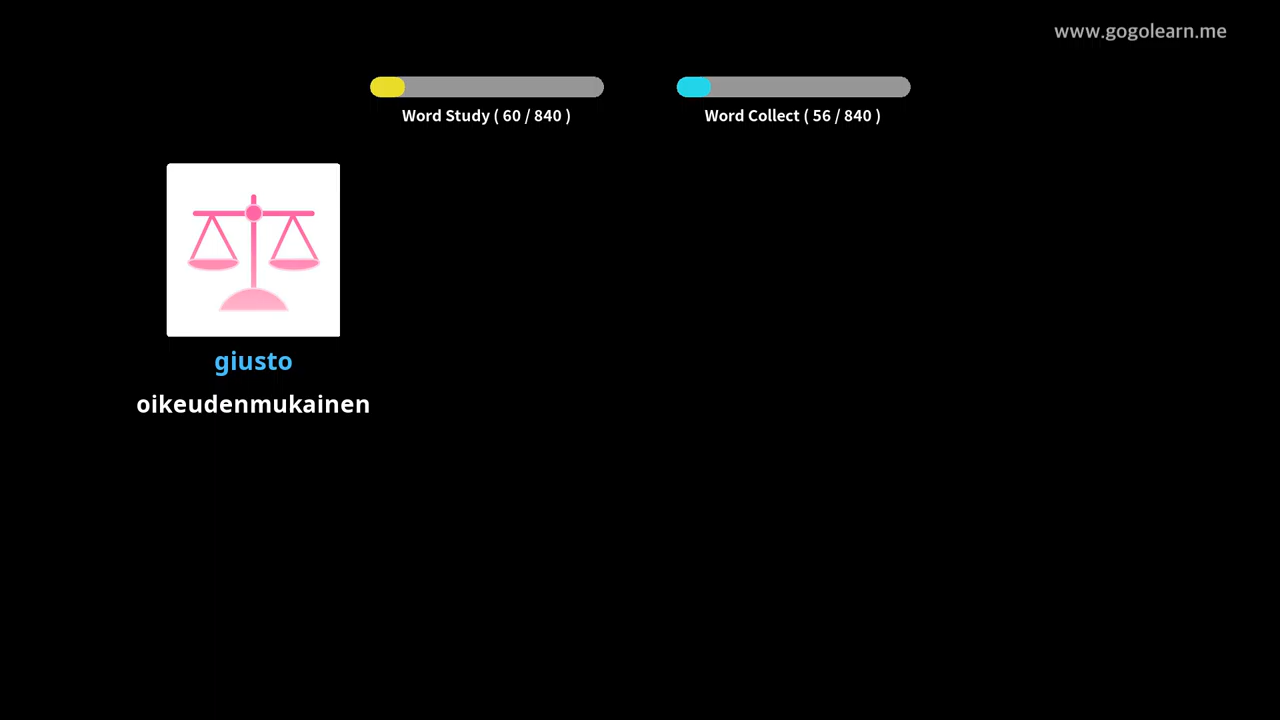 www.gogolearn.me
Word Study ( 60 / 840 )
Word Collect ( 56 / 840 )
giusto
oikeudenmukainen